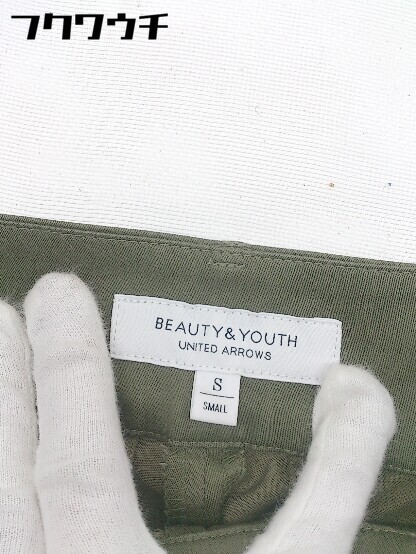 フクワウチ
BEAUTY&YOUTH
UNITED ARROWS
S
SMALL